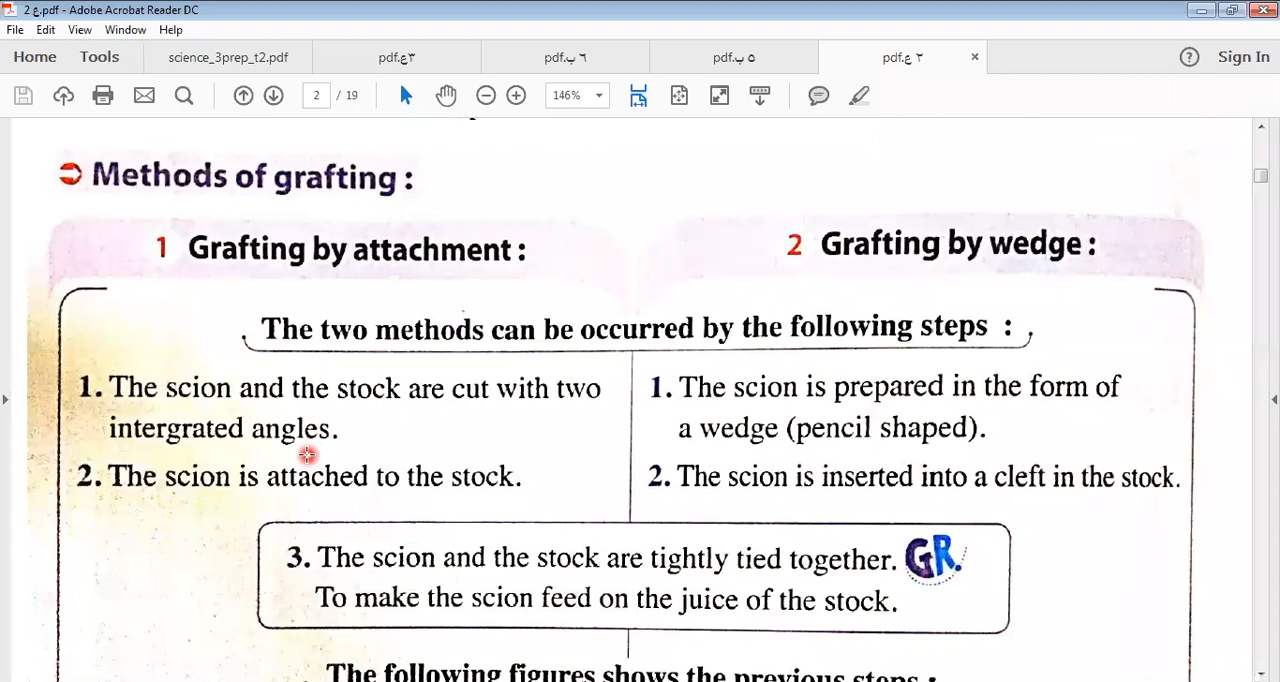 2 ع.pdf - Adobe Acrobat Reader DC
File Edit View Window Help
Home Tools science_3prep_t2.pdf ٣ع.pdf ٦ ب.pdf ٥ ب.pdf ٢ ع.pdf Sign In
2 / 19 146%
Methods of grafting :
1 Grafting by attachment :
2 Grafting by wedge :
The two methods can be occurred by the following steps :
1. The scion and the stock are cut with two
intergrated angles.
2. The scion is attached to the stock.
1. The scion is prepared in the form of
a wedge (pencil shaped).
2. The scion is inserted into a cleft in the stock.
3. The scion and the stock are tightly tied together. GR.
To make the scion feed on the juice of the stock.
The following figures shows the previous steps :